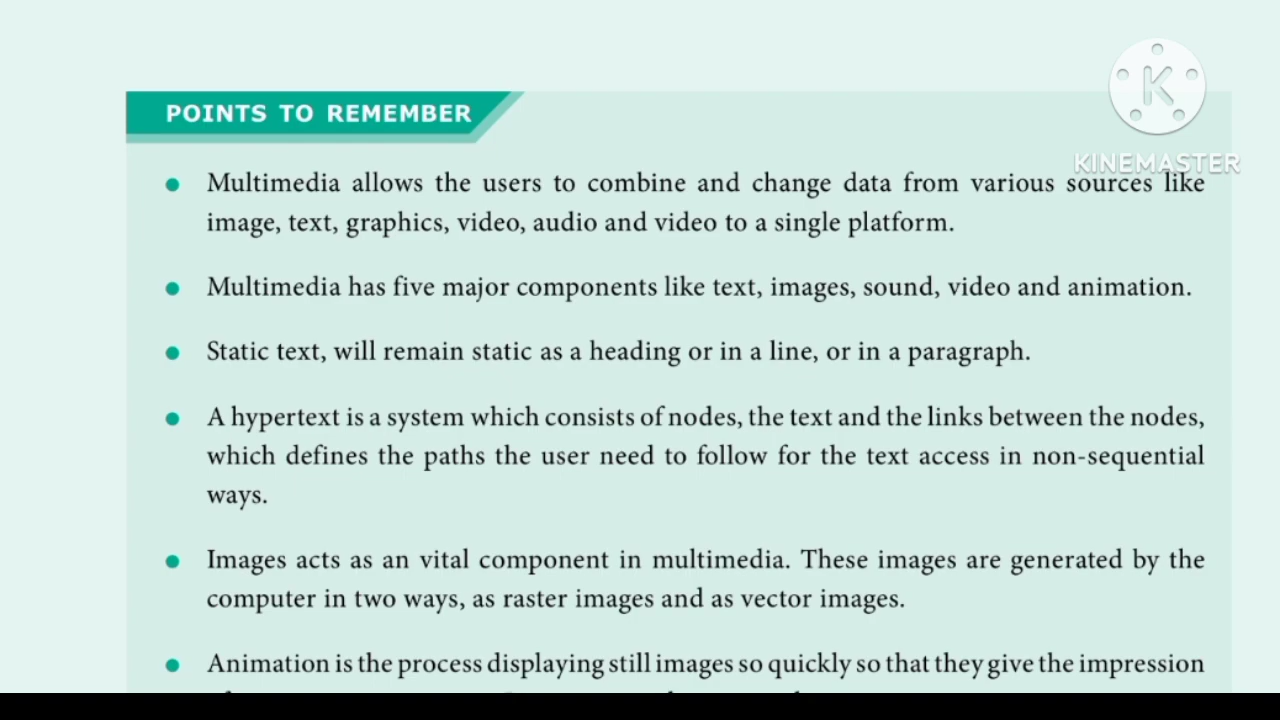 POINTS TO REMEMBER
K
KINEMASTER
Multimedia allows the users to combine and change data from various sources like
image, text, graphics, video, audio and video to a single platform.
Multimedia has five major components like text, images, sound, video and animation.
Static text, will remain static as a heading or in a line, or in a paragraph.
A hypertext is a system which consists of nodes, the text and the links between the nodes,
which defines the paths the user need to follow for the text access in non-sequential
ways.
Images acts as an vital component in multimedia. These images are generated by the
computer in two ways, as raster images and as vector images.
Animation is the process displaying still images so quickly so that they give the impression